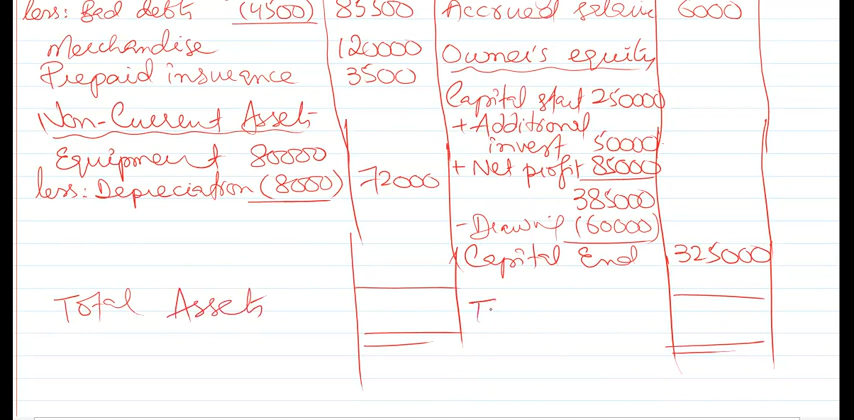 less: Bad debts (4500) 85500
Merchandise 120000
Prepaid insurance 3500
Non-Current Assets
Equipment 80000
less: Depreciation (8000) 72000
Total Assets
Accrued salarie 6000
Owner's equity
Capital start 250000
+ Additional
invest 50000
+ Net profit 85000
385000
- Drawing (60000)
Capital End 325000
T